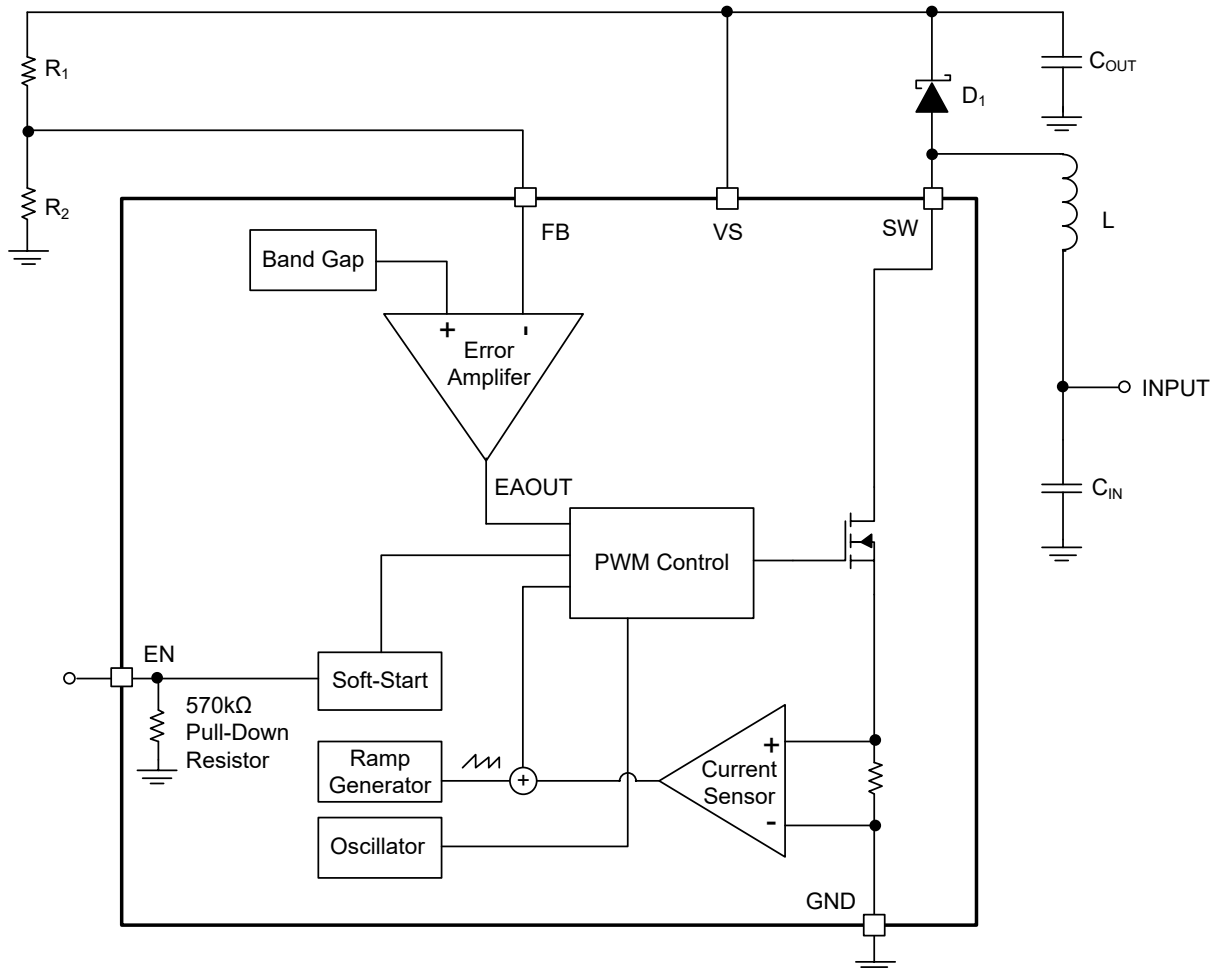 R1
COUT
D1
R2
FB
VS
SW
L
Band Gap
+
-
Error
Amplifer
INPUT
EAOUT
CIN
PWM Control
EN
Soft-Start
570kΩ
Pull-Down
Resistor
Ramp
Generator
+
+
Current
Sensor
-
Oscillator
GND